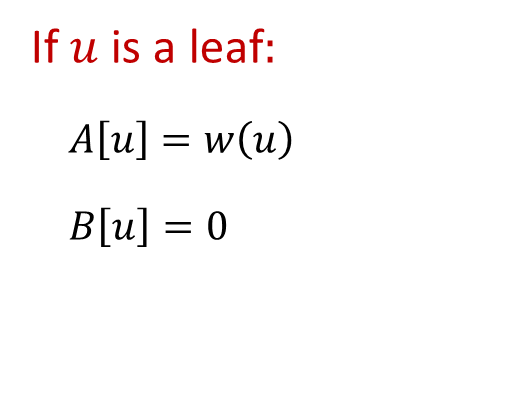 If 𝑢 is a leaf:
𝐴[𝑢] = 𝑤(𝑢)
𝐵[𝑢] = 0